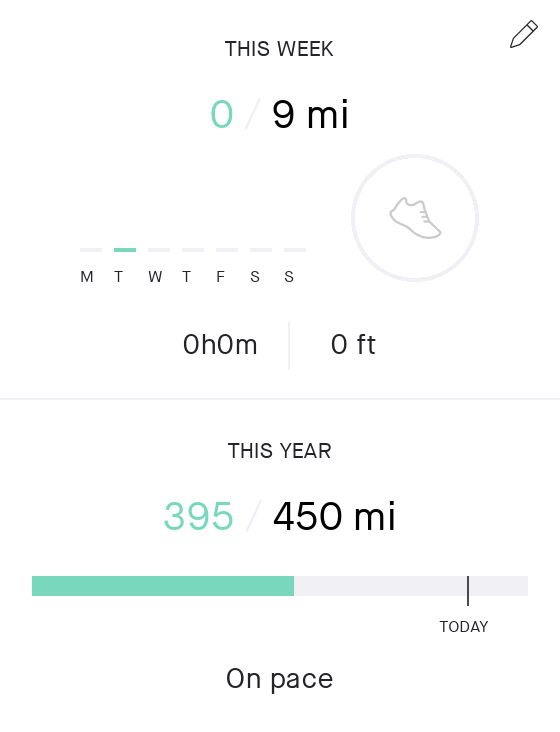 THIS WEEK
0 / 9 mi
M T W T F S S
0h0m 0 ft
THIS YEAR
395 / 450 mi
TODAY
On pace